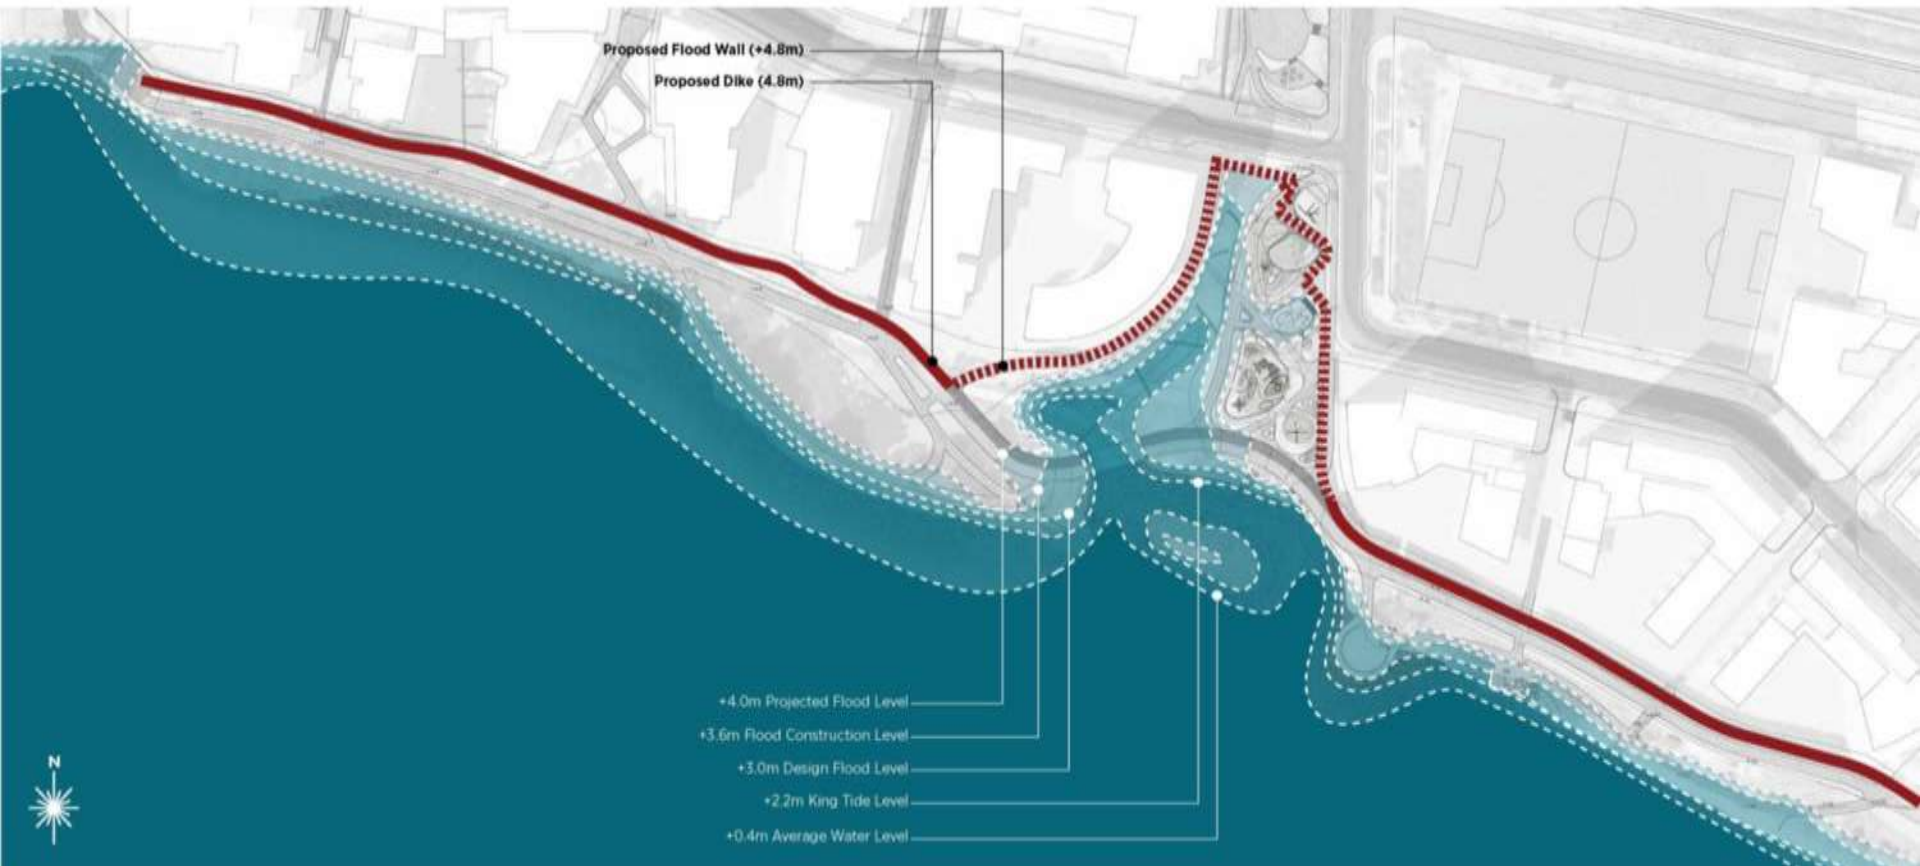 Proposed Flood Wall (+4.8m)
Proposed Dike (4.8m)
+4.0m Projected Flood Level
+3.6m Flood Construction Level
+3.0m Design Flood Level
+2.2m King Tide Level
+0.4m Average Water Level
N